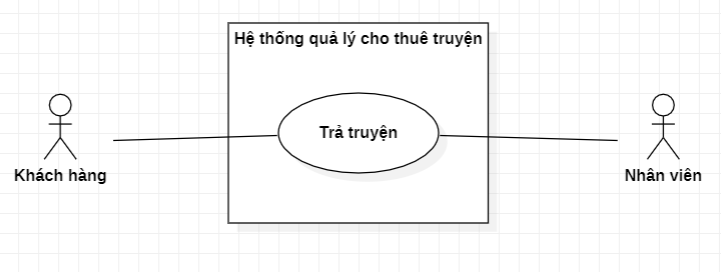 Hệ thống quả lý cho thuê truyện
Trả truyện
Khách hàng
Nhân viên